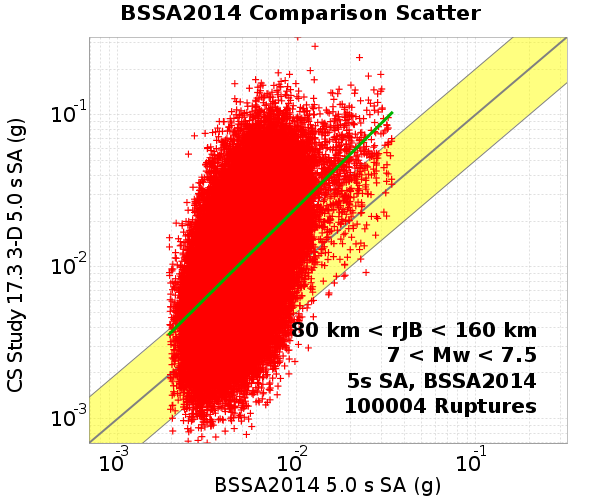 BSSA2014 Comparison Scatter
CS Study 17.3 3-D 5.0 s SA (g)
10-1
10-2
10-3
80 km < rJB < 160 km
7 < Mw < 7.5
5s SA, BSSA2014
100004 Ruptures
10-3 10-2 10-1
BSSA2014 5.0 s SA (g)